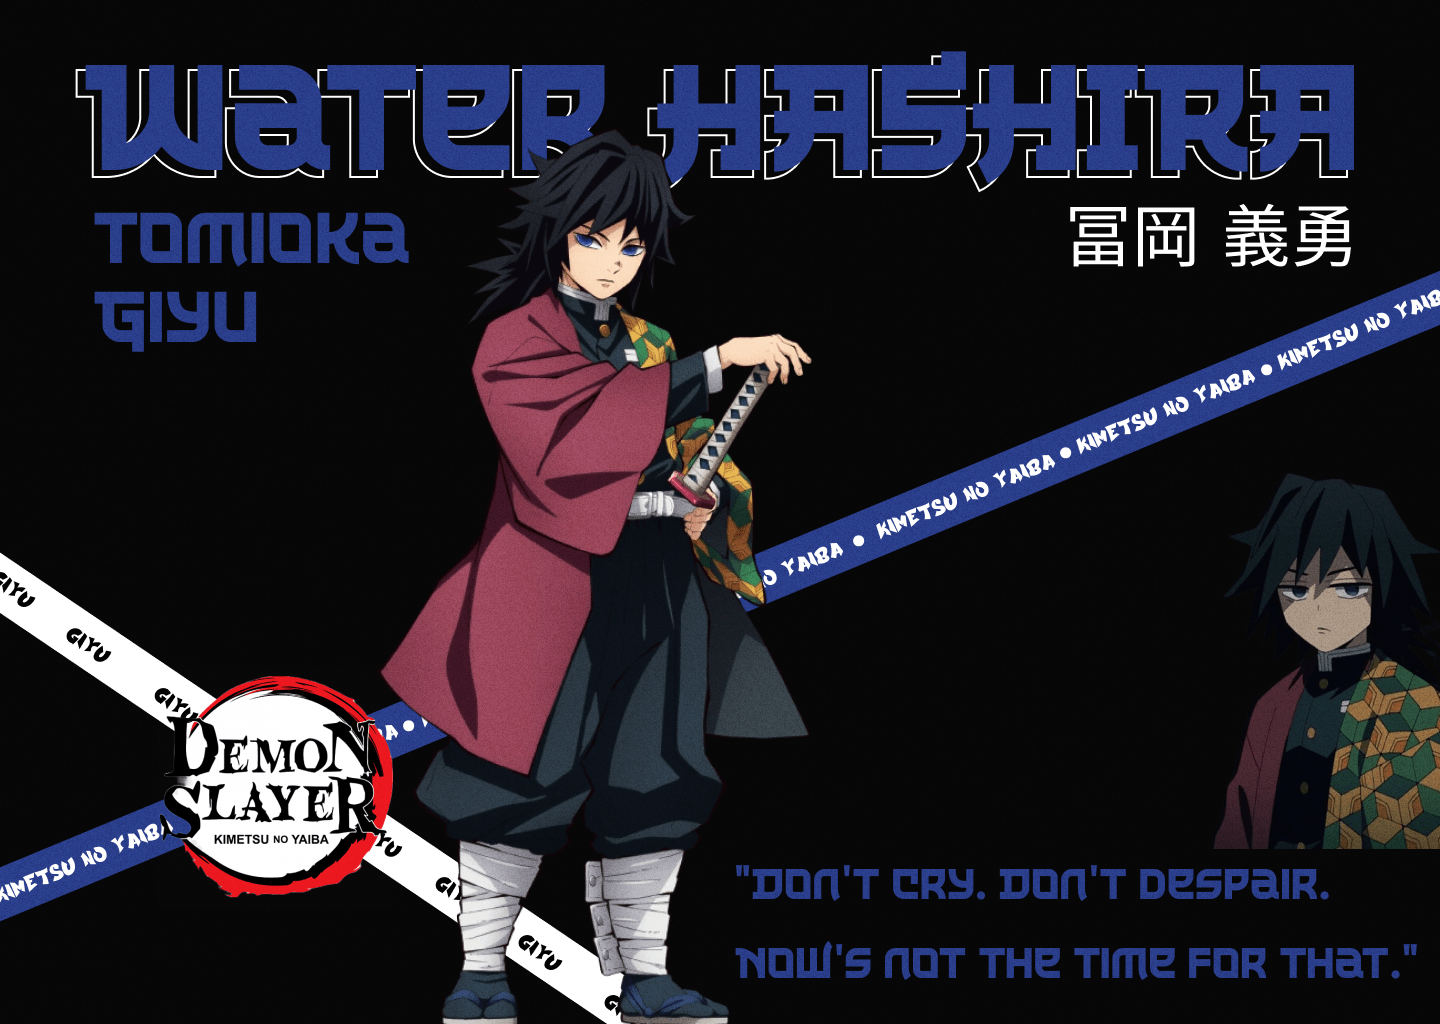 WATER HASHIRA
TOMIOKA
GIYU
冨岡 義勇
KIMETSU NO YAIBA
KIMETSU NO YAIBA
KIMETSU NO YAIBA
NO YAIBA
GIYU
GIYU
GIYU
DEMON
SLAYER
KIMETSU NO YAIBA
KIMETSU NO YAIBA
GIYU
"DON'T CRY. DON'T DESPAIR.
NOW'S NOT THE TIME FOR THAT."